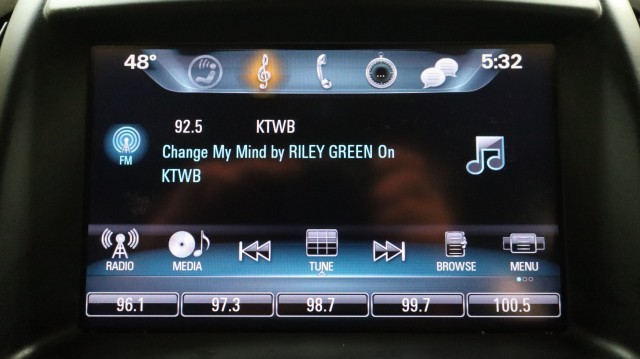 48° 5:32
92.5 KTWB
FM
Change My Mind by RILEY GREEN On
KTWB
RADIO MEDIA TUNE BROWSE MENU
96.1 97.3 98.7 99.7 100.5